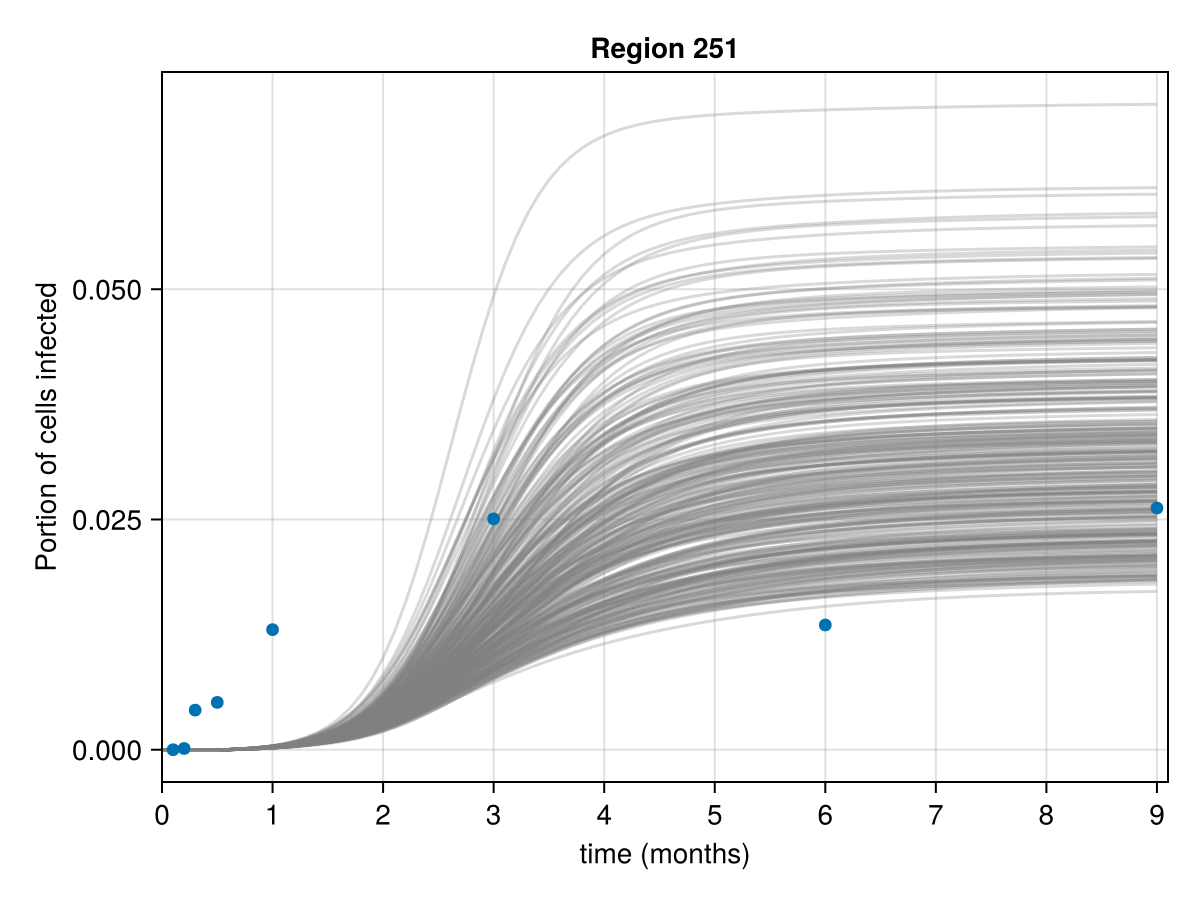 Region 251
Portion of cells infected
0.050
0.025
0.000
0 1 2 3 4 5 6 7 8 9
time (months)